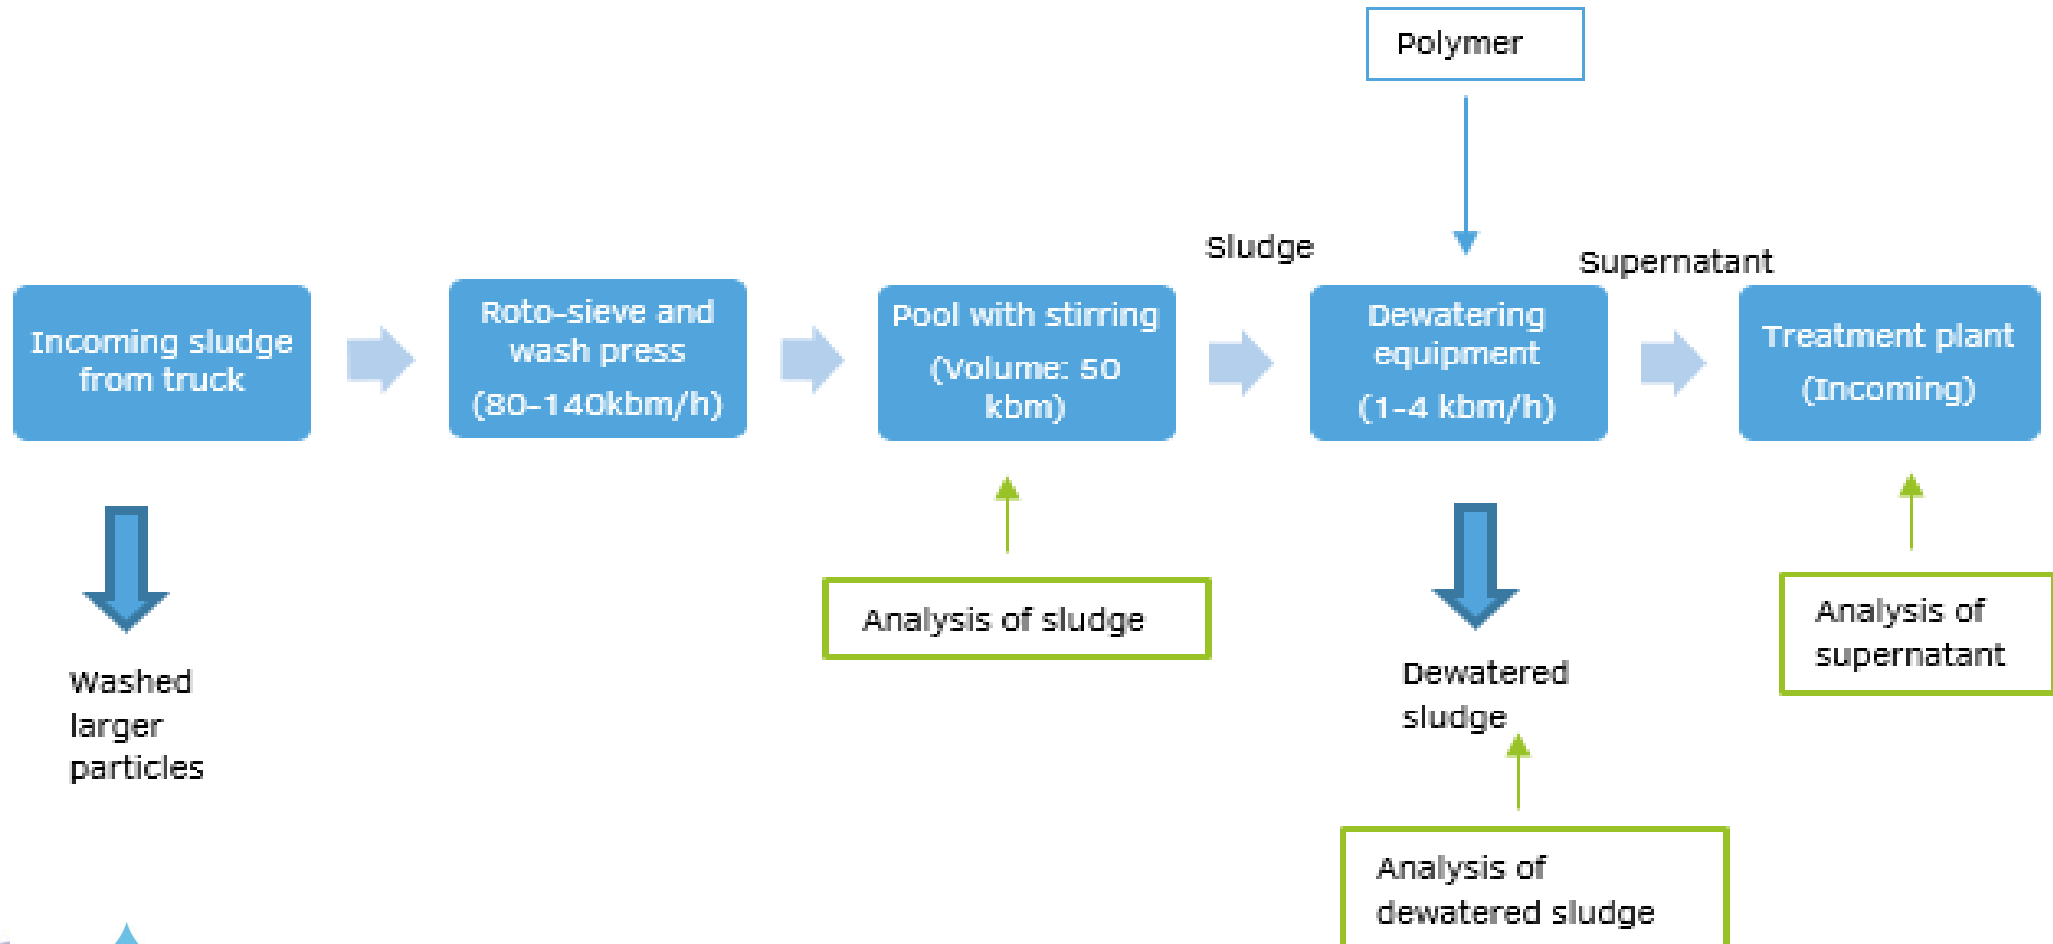 Polymer
Sludge
Supernatant
Incoming sludge
from truck
Roto-sieve and
wash press
(80-140kbm/h)
Pool with stirring
(Volume: 50
kbm)
Dewatering
equipment
(1-4 kbm/h)
Treatment plant
(Incoming)
Washed
larger
particles
Analysis of sludge
Dewatered
sludge
Analysis of
supernatant
Analysis of
dewatered sludge